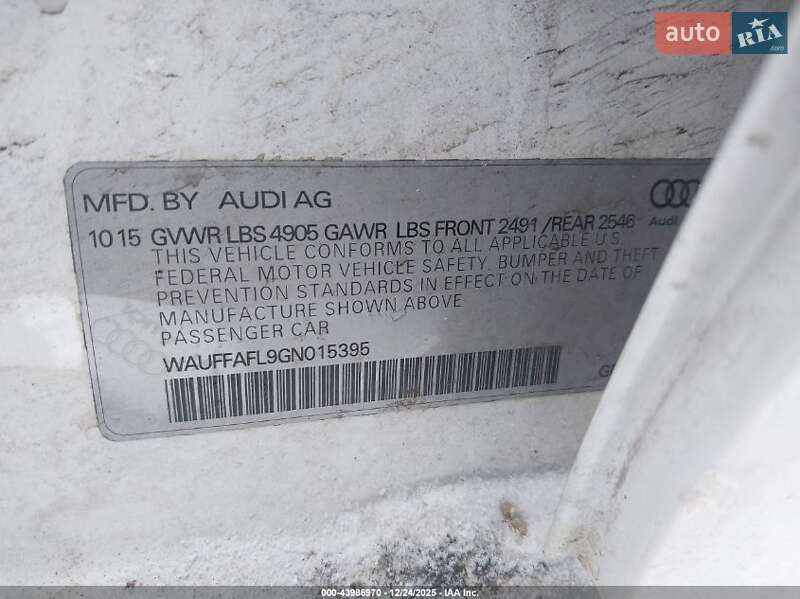 auto RIA
MFD. BY AUDI AG
Audi
10 15 GVWR LBS 4905 GAWR LBS FRONT 2491 /REAR 2546
THIS VEHICLE CONFORMS TO ALL APPLICABLE U.S.
FEDERAL MOTOR VEHICLE SAFETY, BUMPER AND THEFT
PREVENTION STANDARDS IN EFFECT ON THE DATE OF
MANUFACTURE SHOWN ABOVE
PASSENGER CAR
WAUFFAFL9GN015395
000-43986970 - 12/24/2025 - IAA Inc.